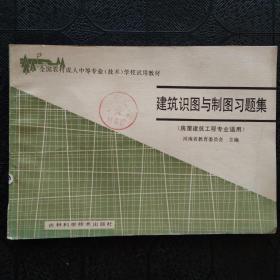 全国农村成人中等专业(技术)学校试用教材
建筑识图与制图习题集
(房屋建筑工程专业适用)
河南省教育委员会 主编
吉林科学技术出版社